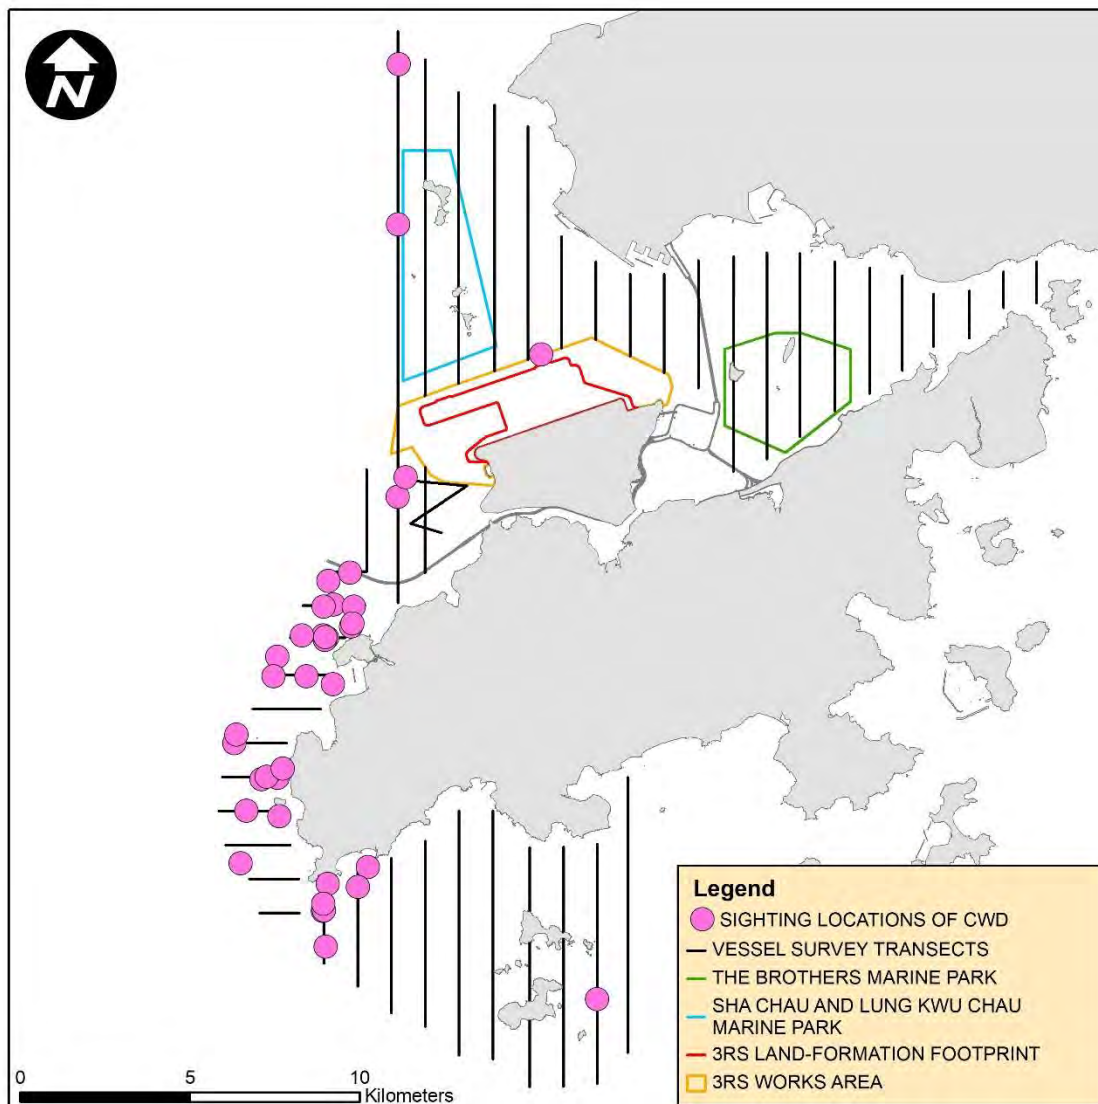 N
Legend
SIGHTING LOCATIONS OF CWD
VESSEL SURVEY TRANSECTS
THE BROTHERS MARINE PARK
SHA CHAU AND LUNG KWU CHAU
MARINE PARK
3RS LAND-FORMATION FOOTPRINT
3RS WORKS AREA
0 5 10
Kilometers